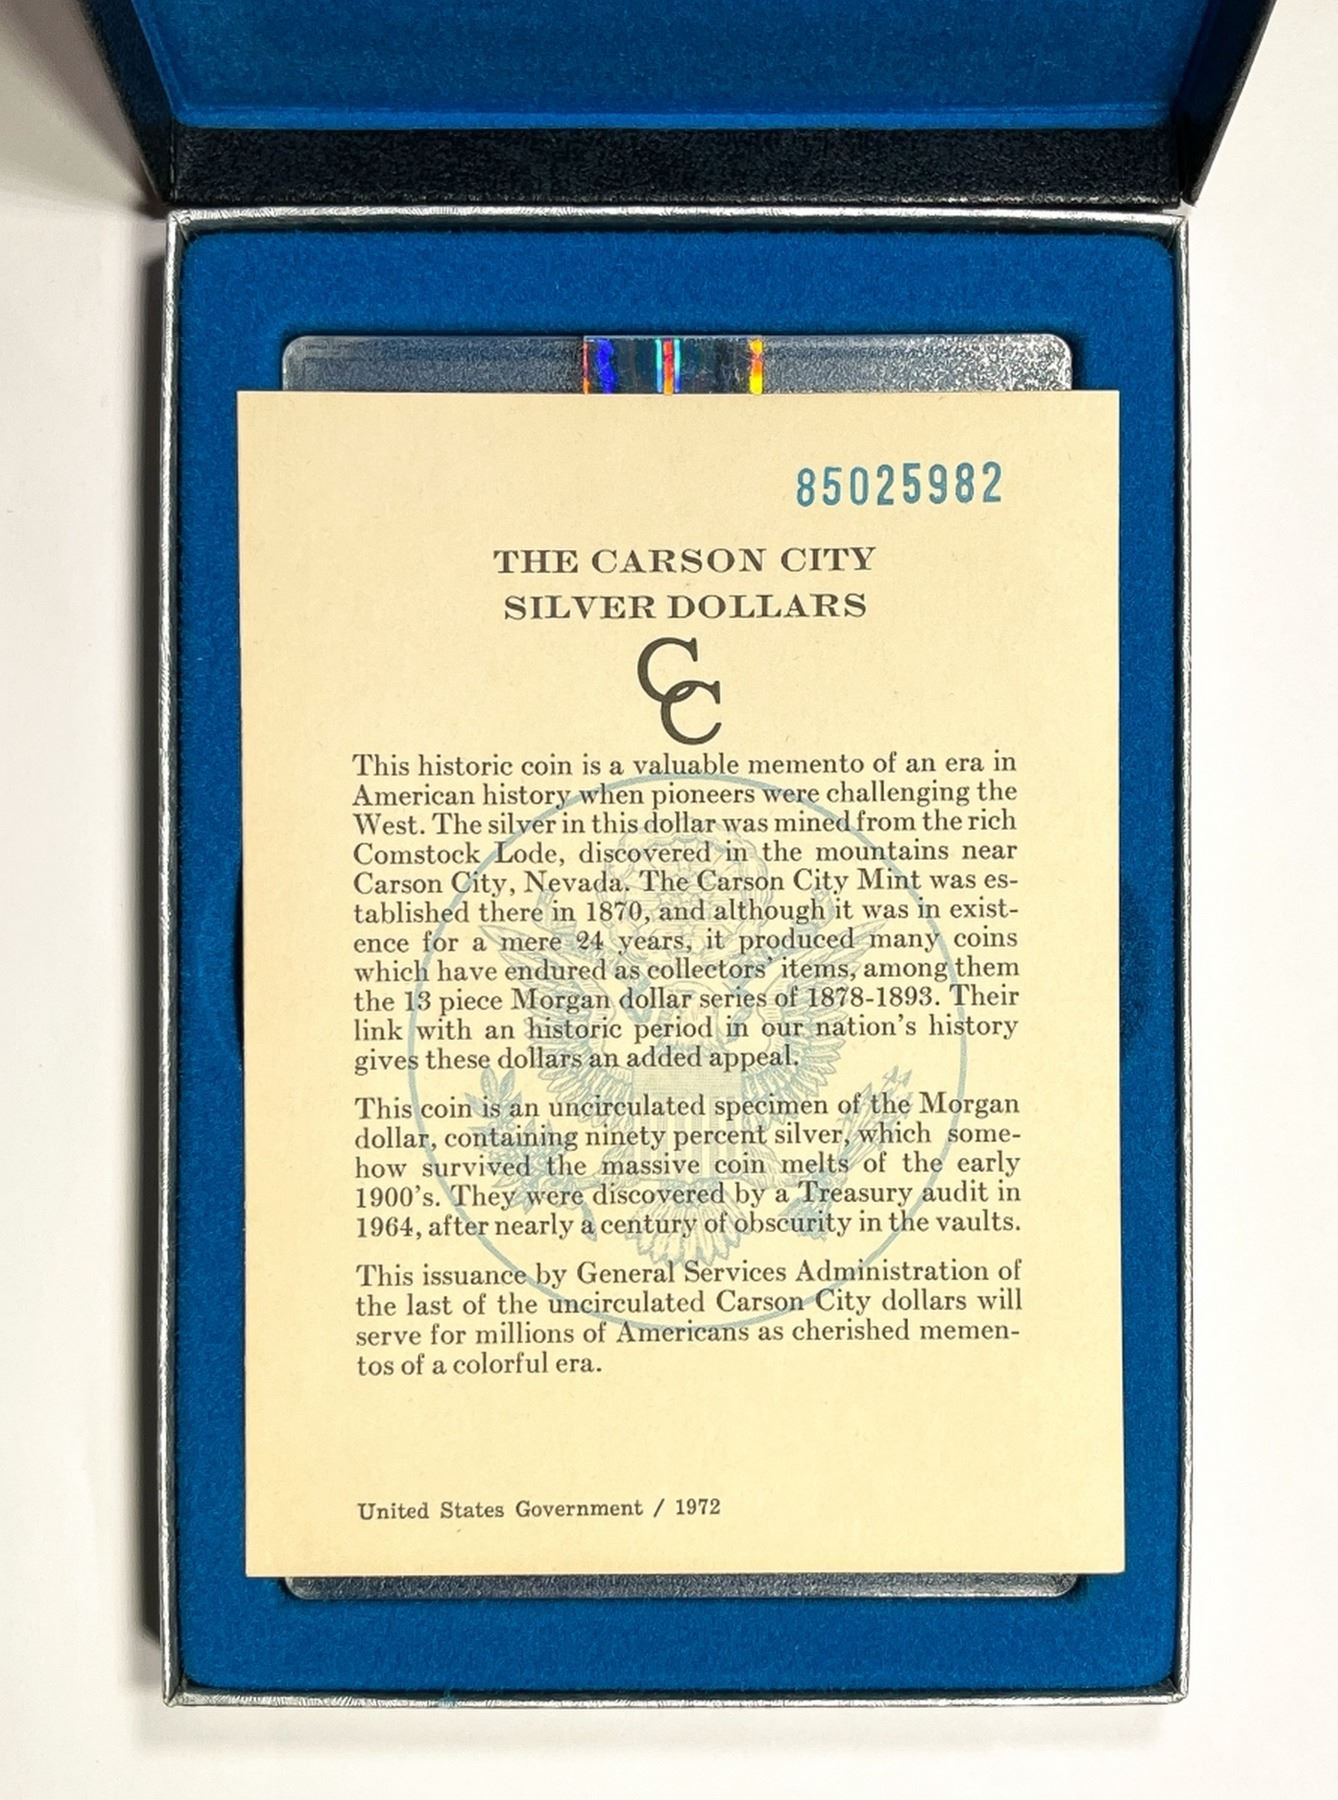 85025982
THE CARSON CITY
SILVER DOLLARS
CC
This historic coin is a valuable memento of an era in
American history when pioneers were challenging the
West. The silver in this dollar was mined from the rich
Comstock Lode, discovered in the mountains near
Carson City, Nevada. The Carson City Mint was es-
tablished there in 1870, and although it was in exist-
ence for a mere 24 years, it produced many coins
which have endured as collectors' items, among them
the 13 piece Morgan dollar series of 1878-1893. Their
link with an historic period in our nation's history
gives these dollars an added appeal.
This coin is an uncirculated specimen of the Morgan
dollar, containing ninety percent silver, which some-
how survived the massive coin melts of the early
1900's. They were discovered by a Treasury audit in
1964, after nearly a century of obscurity in the vaults.
This issuance by General Services Administration of
the last of the uncirculated Carson City dollars will
serve for millions of Americans as cherished memen-
tos of a colorful era.
United States Government / 1972